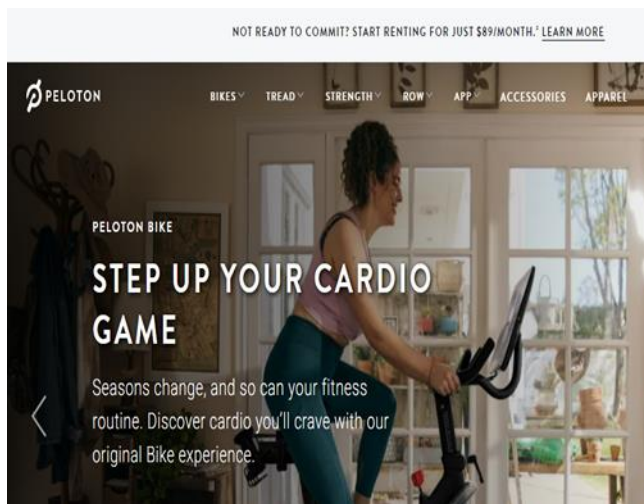 NOT READY TO COMMIT? START RENTING FOR JUST $89/MONTH.² LEARN MORE
PELOTON
BIKES TREAD STRENGTH ROW APP ACCESSORIES APPAREL
PELOTON BIKE
STEP UP YOUR CARDIO
GAME
Seasons change, and so can your fitness
routine. Discover cardio you'll crave with our
original Bike experience.